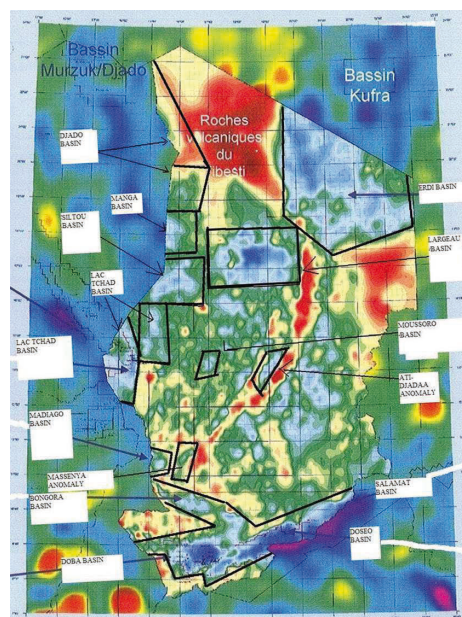 Bassin
Murzuk/Djado
Bassin
Kufra
Roches
volcaniques
du
Tibesti
DJADO
BASIN
MANGA
BASIN
SILTOU
BASIN
LAC
TCHAD
BASIN
LAC TCHAD
BASIN
MADIAGO
BASIN
MASSENYA
ANOMALY
BONGORA
BASIN
DOBA BASIN
ERDI BASIN
LARGEAU
BASIN
MOUSSORO
BASIN
ATI-
DJADAA
ANOMALY
SALAMAT
BASIN
DOSEO
BASIN